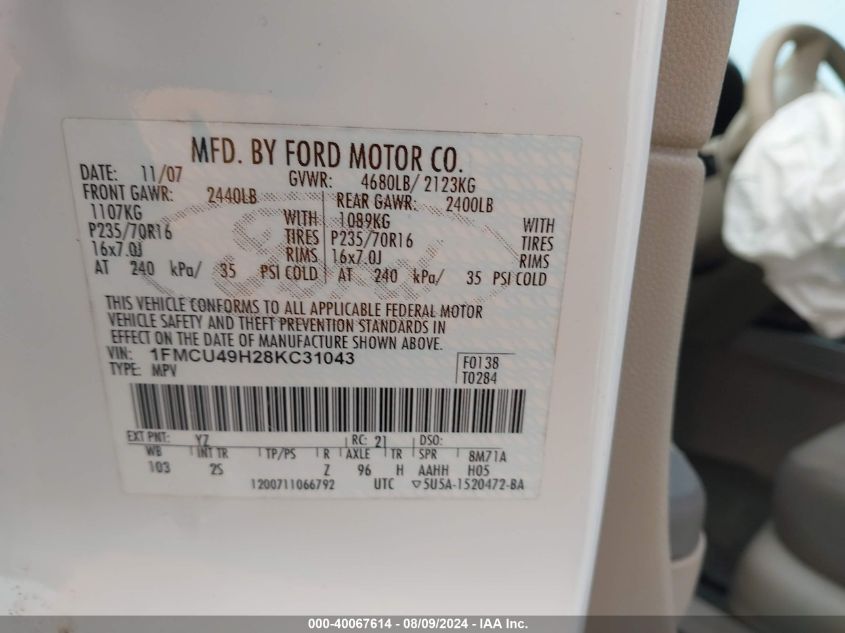 MFD. BY FORD MOTOR CO.
DATE: 11/07 GVWR: 4680LB/ 2123KG
FRONT GAWR: 2440LB REAR GAWR: 2400LB
1107KG WITH 1089KG WITH
P235/70R16 TIRES P235/70R16 TIRES
16x7.0J RIMS 16x7.0J RIMS
AT 240 kPa/ 35 PSI COLD AT 240 kPa/ 35 PSI COLD
THIS VEHICLE CONFORMS TO ALL APPLICABLE FEDERAL MOTOR
VEHICLE SAFETY AND THEFT PREVENTION STANDARDS IN
EFFECT ON THE DATE OF MANUFACTURE SHOWN ABOVE.
VIN: 1FMCU49H28KC31043 F0138
TYPE: MPV T0284
EXT PNT: YZ RC: 21 DSO:
WB INT TR TP/PS R AXLE TR SPR 8M71A
103 2S Z 96 H AAHH H05
1200711066792 UTC ▽5U5A-1520472-BA
000-40067614 - 08/09/2024 - IAA Inc.